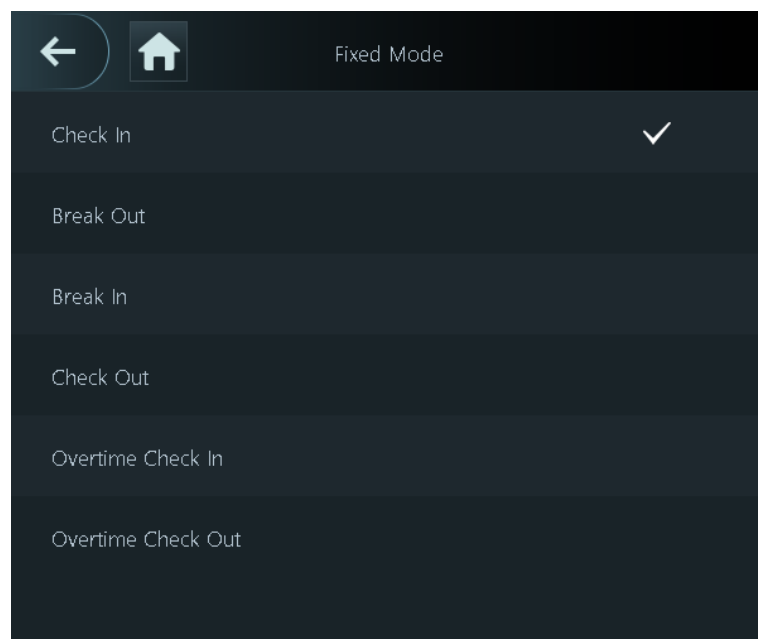 Fixed Mode
Check In
Break Out
Break In
Check Out
Overtime Check In
Overtime Check Out